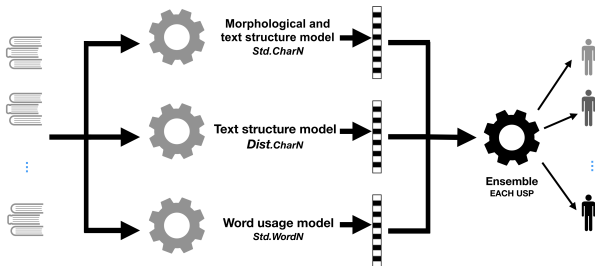 Morphological and
text structure model
Std.CharN
Text structure model
Dist.CharN
Word usage model
Std.WordN
Ensemble
EACH USP